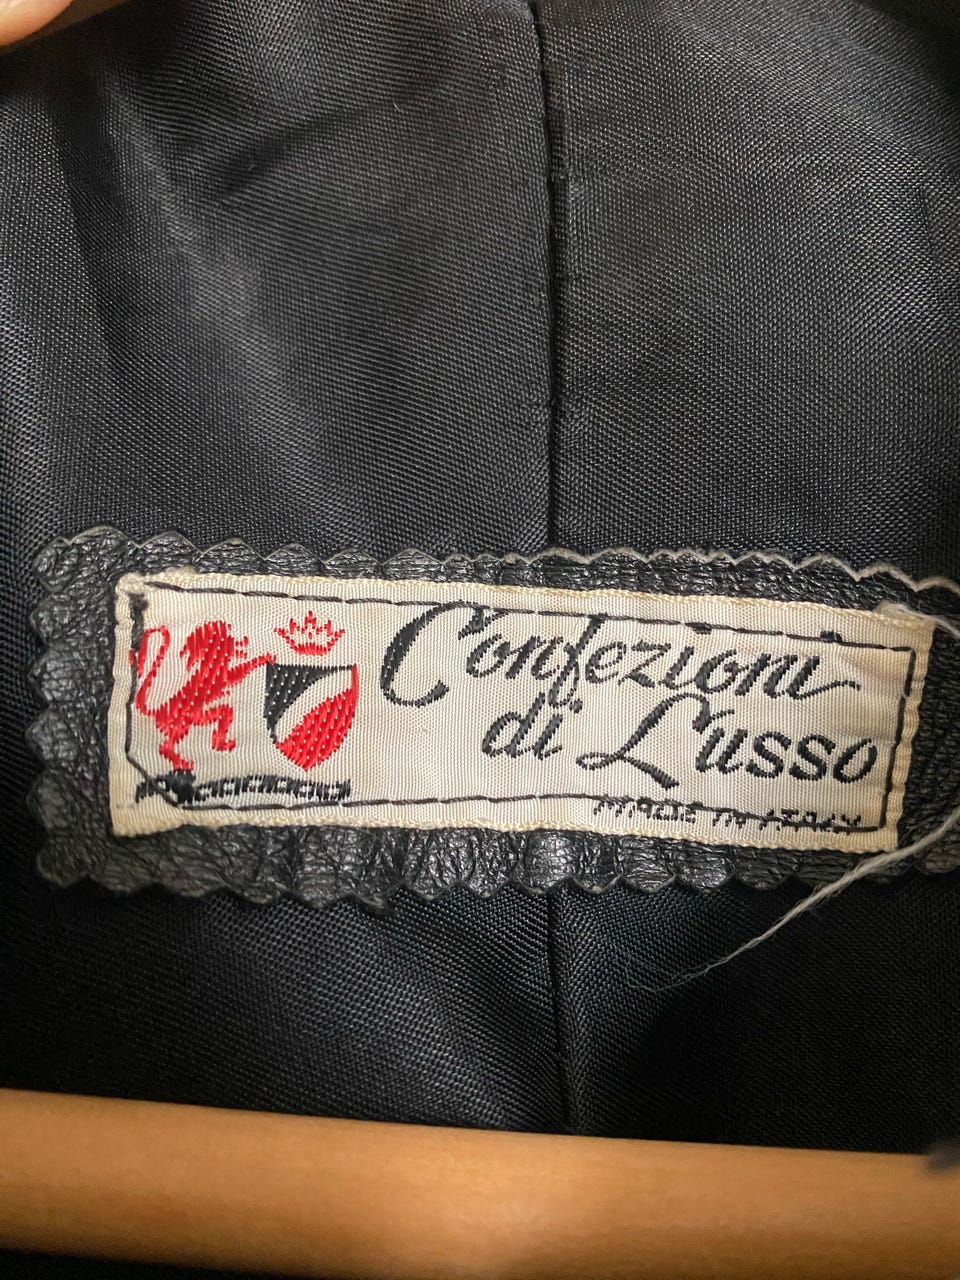 Confezioni
di Lusso
MADE IN ITALY